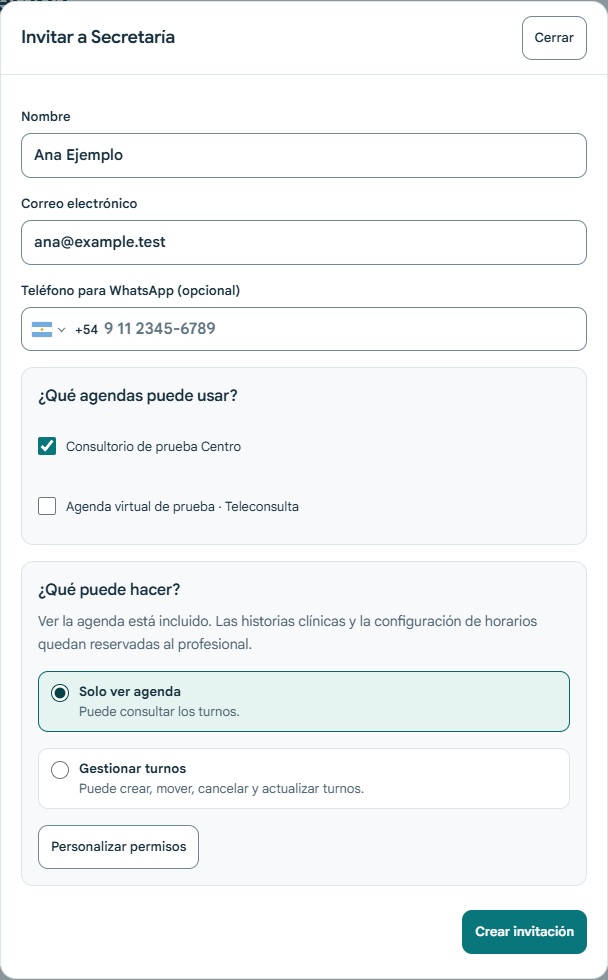 Invitar a Secretaría
Cerrar
Nombre
Ana Ejemplo
Correo electrónico
ana@example.test
Teléfono para WhatsApp (opcional)
+54 9 11 2345-6789
¿Qué agendas puede usar?
Consultorio de prueba Centro
Agenda virtual de prueba · Teleconsulta
¿Qué puede hacer?
Ver la agenda está incluido. Las historias clínicas y la configuración de horarios
quedan reservadas al profesional.
Solo ver agenda
Puede consultar los turnos.
Gestionar turnos
Puede crear, mover, cancelar y actualizar turnos.
Personalizar permisos
Crear invitación